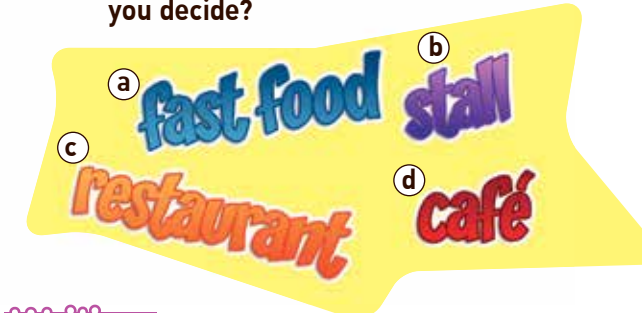 you decide?
a fast food
b stall
c restaurant
d café